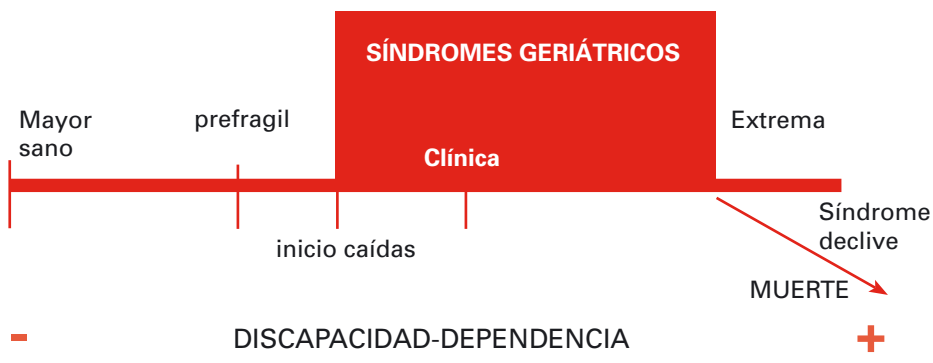 SÍNDROMES GERIÁTRICOS
Mayor
sano
prefragil
Extrema
Clínica
inicio caídas
Síndrome
declive
MUERTE
- DISCAPACIDAD-DEPENDENCIA +